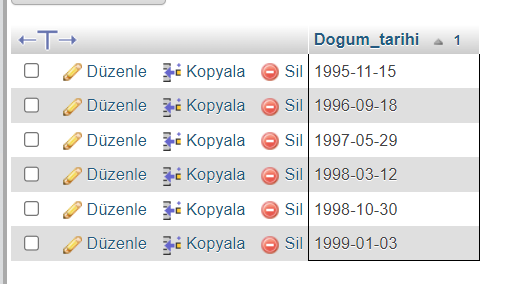 Dogum_tarihi 1
Düzenle Kopyala Sil 1995-11-15
Düzenle Kopyala Sil 1996-09-18
Düzenle Kopyala Sil 1997-05-29
Düzenle Kopyala Sil 1998-03-12
Düzenle Kopyala Sil 1998-10-30
Düzenle Kopyala Sil 1999-01-03